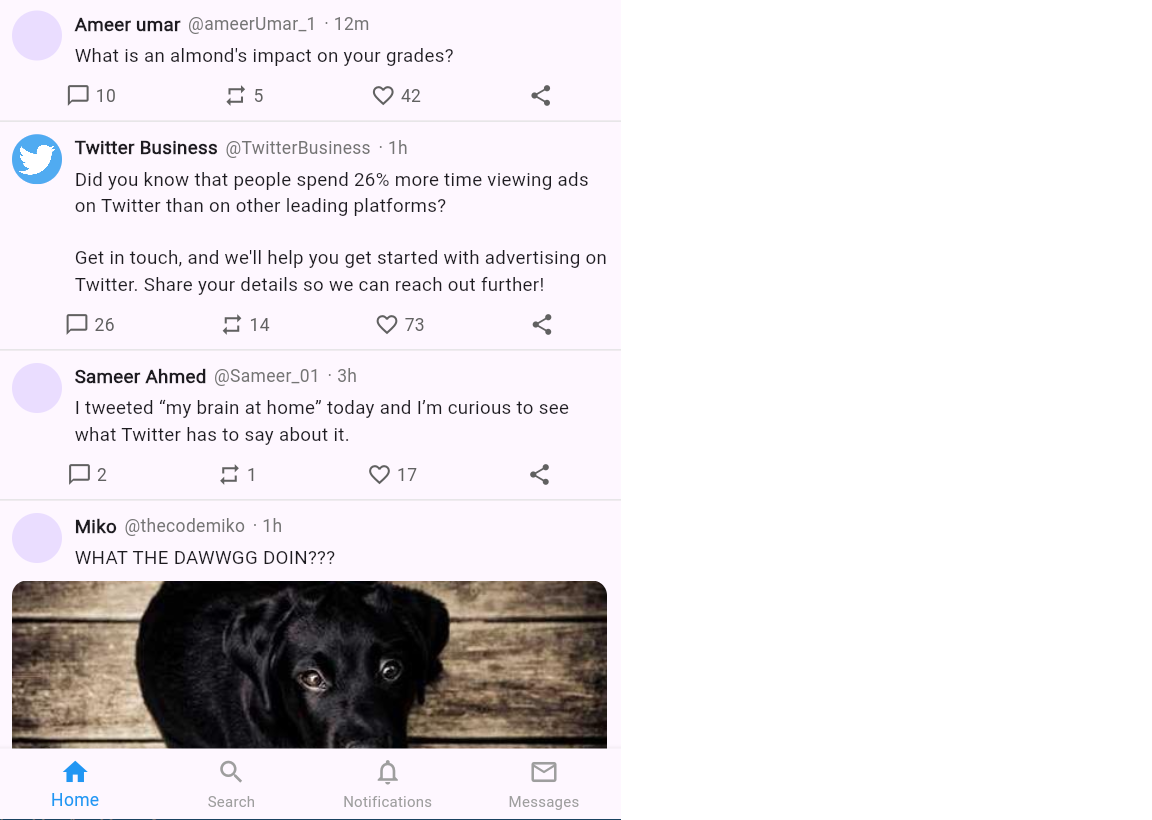 Ameer umar @ameerUmar_1 · 12m
What is an almond's impact on your grades?
10 5 42
Twitter Business @TwitterBusiness · 1h
Did you know that people spend 26% more time viewing ads
on Twitter than on other leading platforms?
Get in touch, and we'll help you get started with advertising on
Twitter. Share your details so we can reach out further!
26 14 73
Sameer Ahmed @Sameer_01 · 3h
I tweeted “my brain at home” today and I’m curious to see
what Twitter has to say about it.
2 1 17
Miko @thecodemiko · 1h
WHAT THE DAWWGG DOIN???
Home Search Notifications Messages